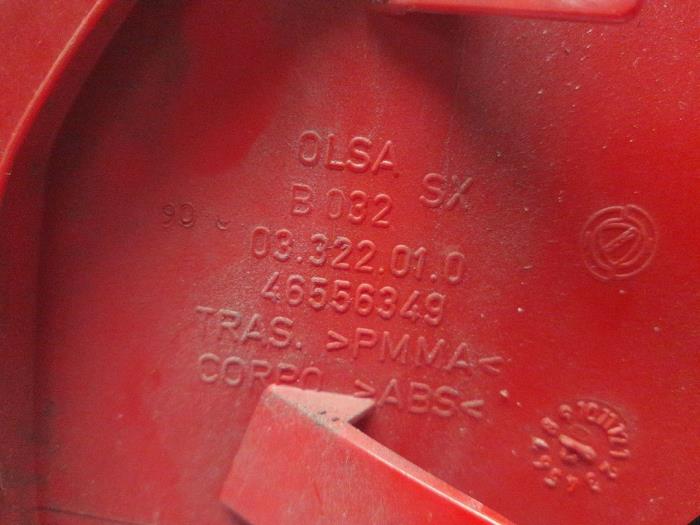 OLSA SX
B 032
03.322.01.0
46556349
TRAS. >PMMA<
CORPO >ABS<